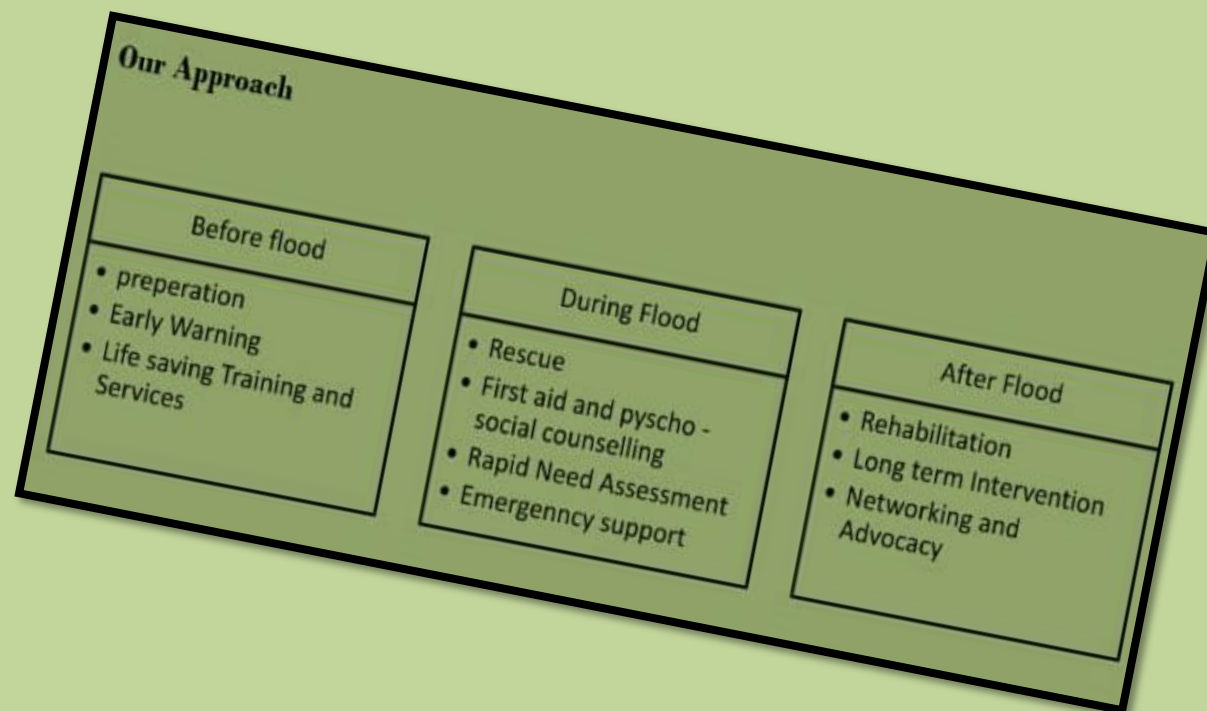 Our Approach
Before flood
• preperation
• Early Warning
• Life saving Training and
Services
During Flood
• Rescue
• First aid and pyscho -
social counselling
• Rapid Need Assessment
• Emergenncy support
After Flood
• Rehabilitation
• Long term Intervention
• Networking and
Advocacy